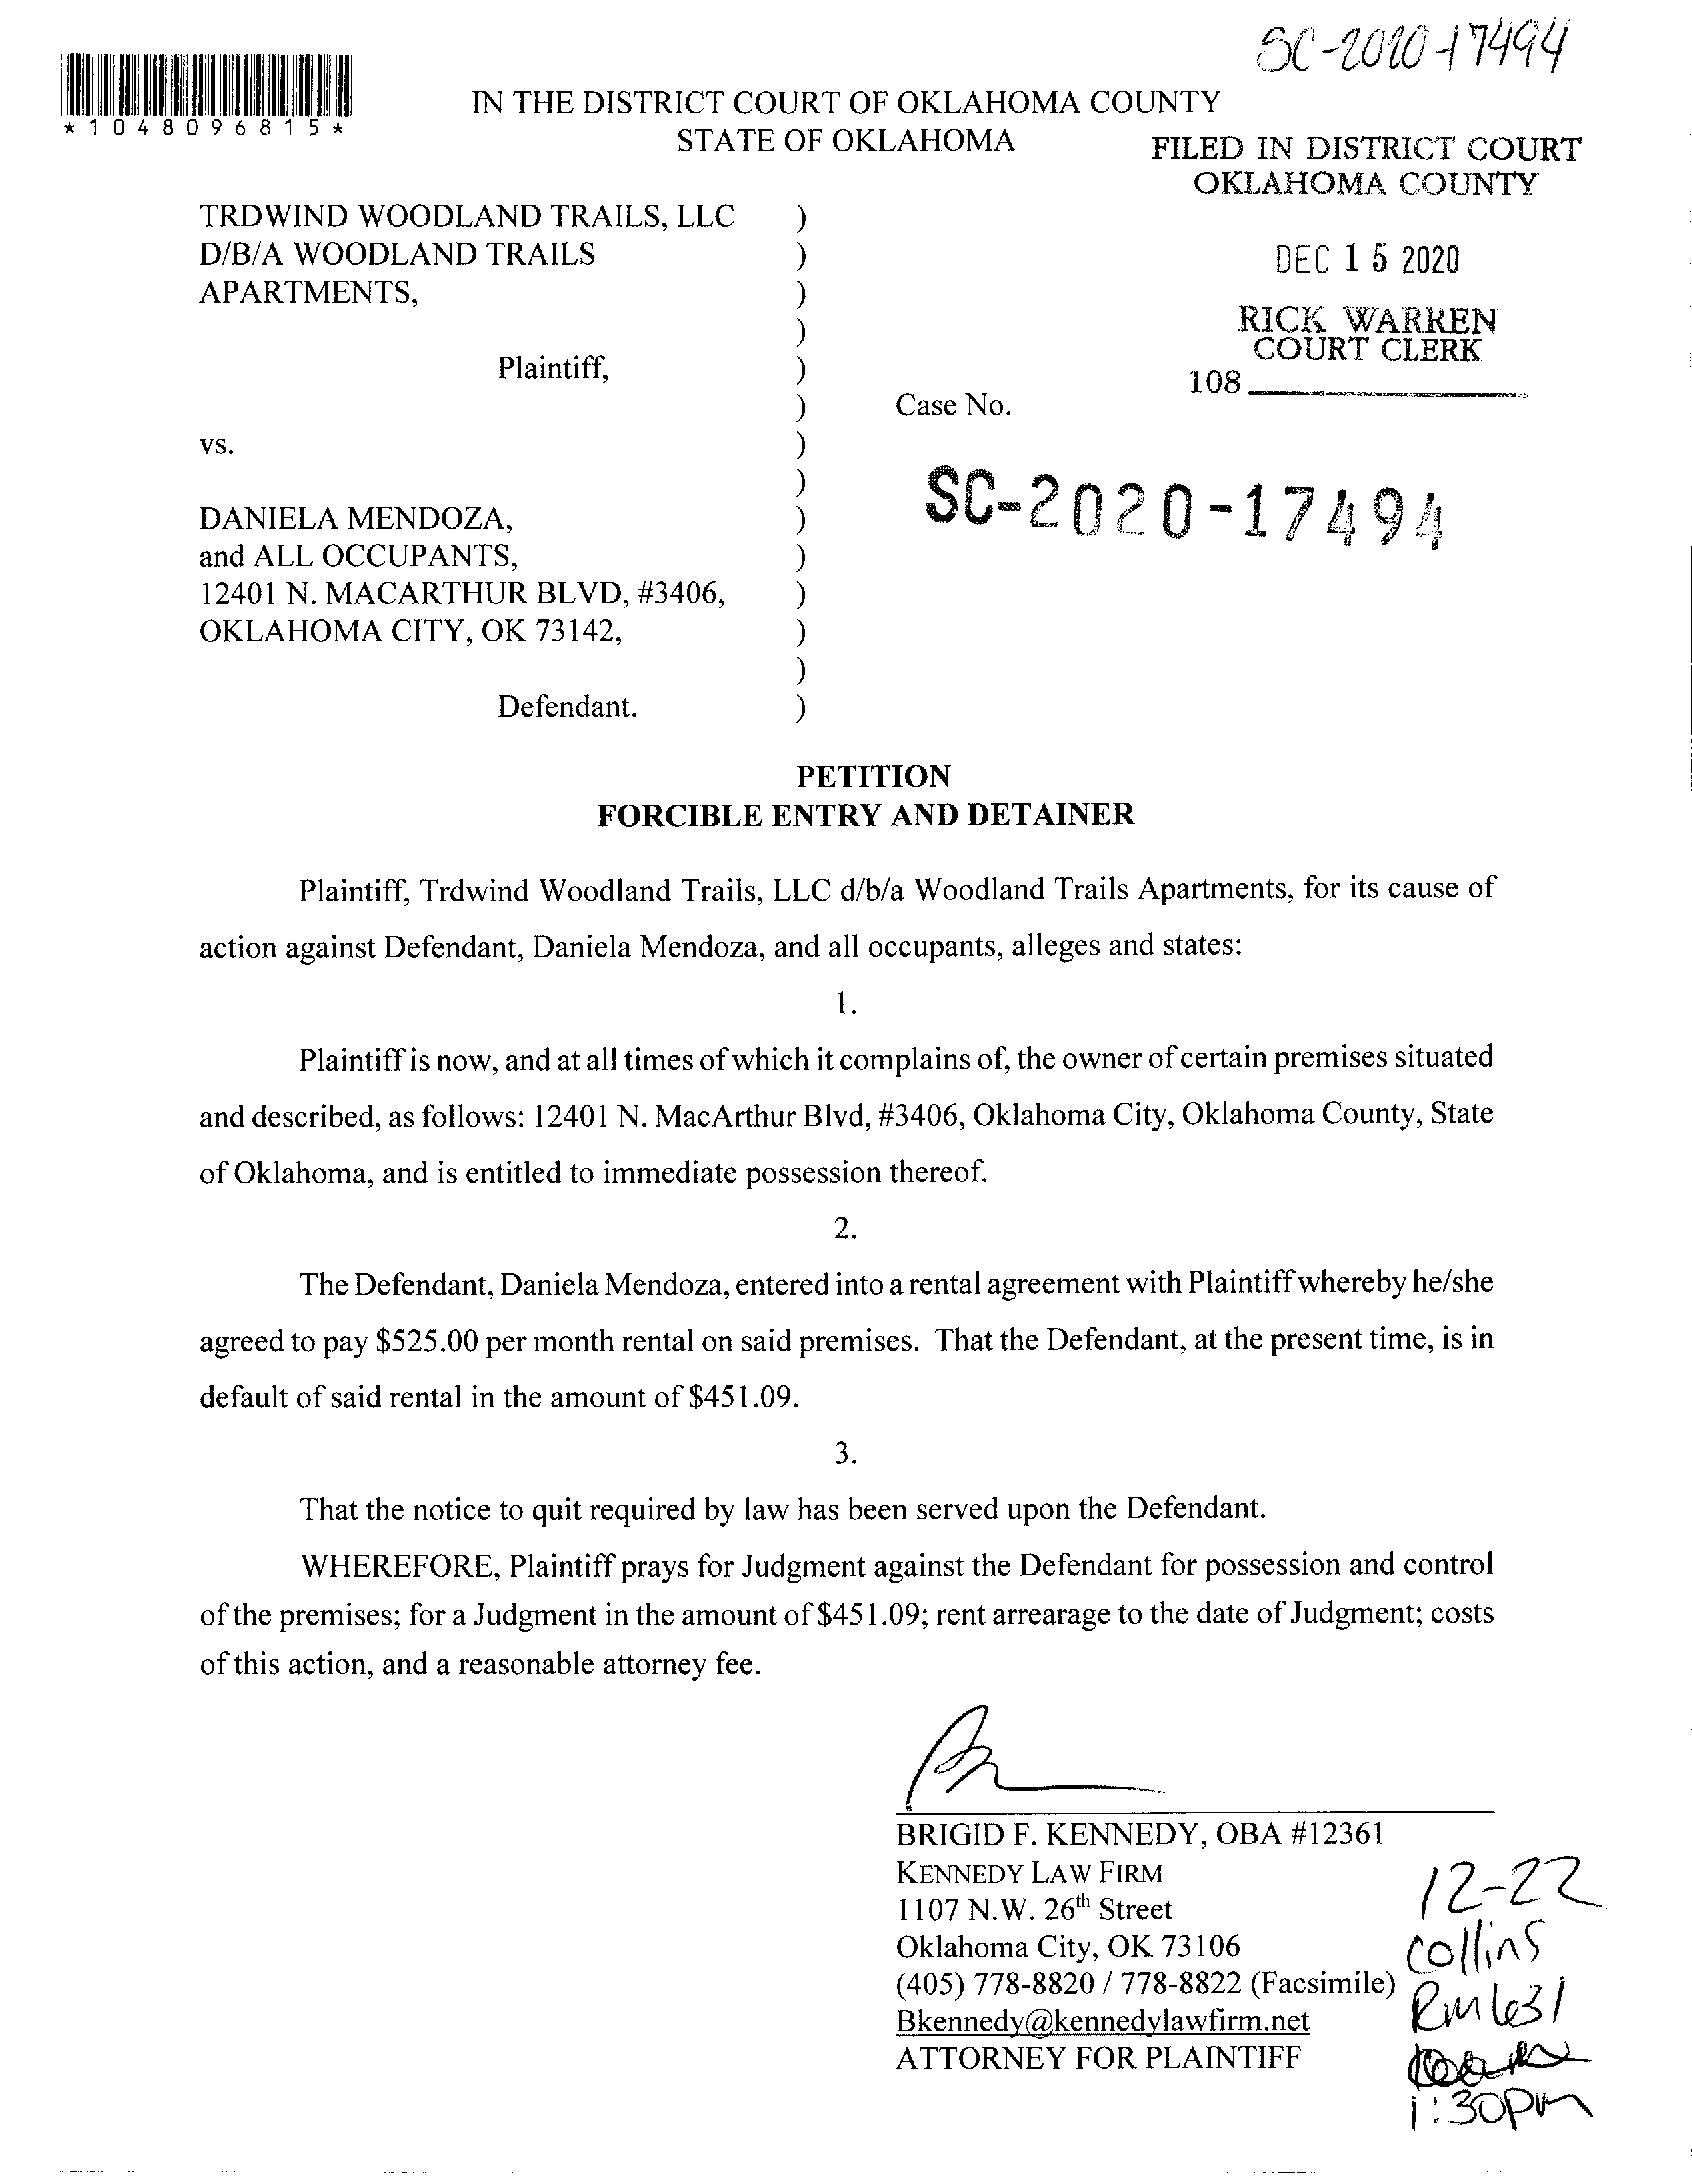 SC-2020-17494
*1048096815*
IN THE DISTRICT COURT OF OKLAHOMA COUNTY
STATE OF OKLAHOMA
FILED IN DISTRICT COURT
OKLAHOMA COUNTY
DEC 15 2020
RICK WARREN
COURT CLERK
108
TRDWIND WOODLAND TRAILS, LLC )
D/B/A WOODLAND TRAILS )
APARTMENTS, )
)
Plaintiff, )
) Case No.
vs. )
) SC-2020-17494
DANIELA MENDOZA, )
and ALL OCCUPANTS, )
12401 N. MACARTHUR BLVD, #3406, )
OKLAHOMA CITY, OK 73142, )
)
Defendant. )
PETITION
FORCIBLE ENTRY AND DETAINER
Plaintiff, Trdwind Woodland Trails, LLC d/b/a Woodland Trails Apartments, for its cause of
action against Defendant, Daniela Mendoza, and all occupants, alleges and states:
1.
Plaintiff is now, and at all times of which it complains of, the owner of certain premises situated
and described, as follows: 12401 N. MacArthur Blvd, #3406, Oklahoma City, Oklahoma County, State
of Oklahoma, and is entitled to immediate possession thereof.
2.
The Defendant, Daniela Mendoza, entered into a rental agreement with Plaintiff whereby he/she
agreed to pay $525.00 per month rental on said premises. That the Defendant, at the present time, is in
default of said rental in the amount of $451.09.
3.
That the notice to quit required by law has been served upon the Defendant.
WHEREFORE, Plaintiff prays for Judgment against the Defendant for possession and control
of the premises; for a Judgment in the amount of $451.09; rent arrearage to the date of Judgment; costs
of this action, and a reasonable attorney fee.
BRIGID F. KENNEDY, OBA #12361
KENNEDY LAW FIRM
1107 N.W. 26th Street
Oklahoma City, OK 73106
(405) 778-8820 / 778-8822 (Facsimile)
Bkennedy@kennedylawfirm.net
ATTORNEY FOR PLAINTIFF
12-22
Collins
Rm 631
1:30pm